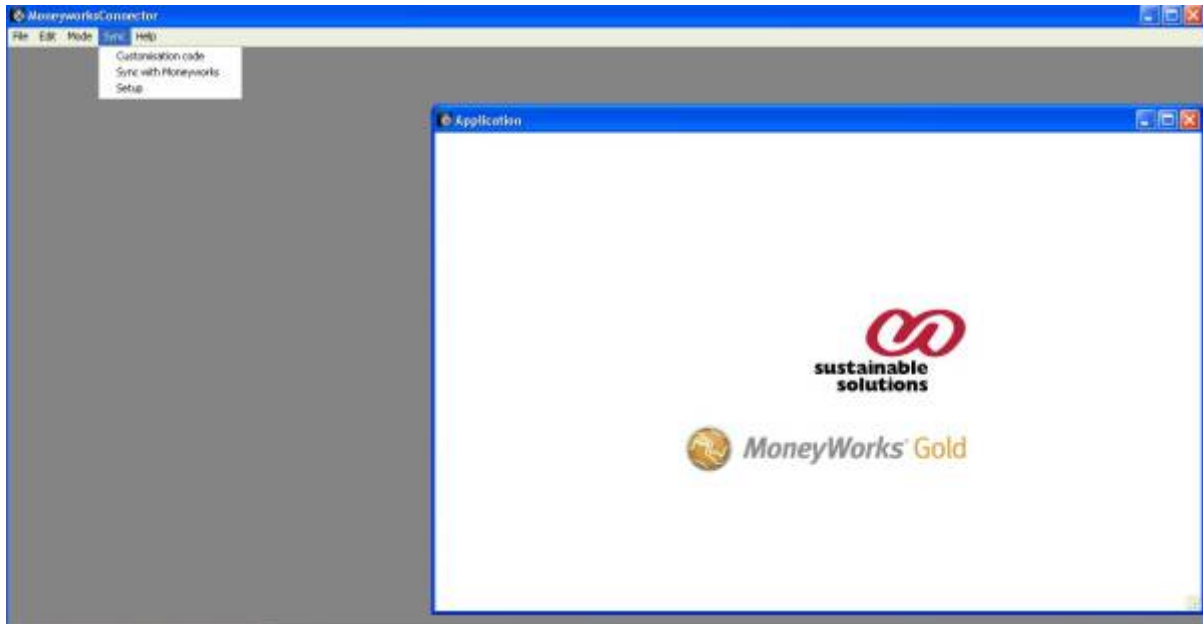 MoneyworksConnector
File Edit Mode Sync Help
Customisation code
Sync with Moneyworks
Setup
Application
sustainable
solutions
MoneyWorks Gold